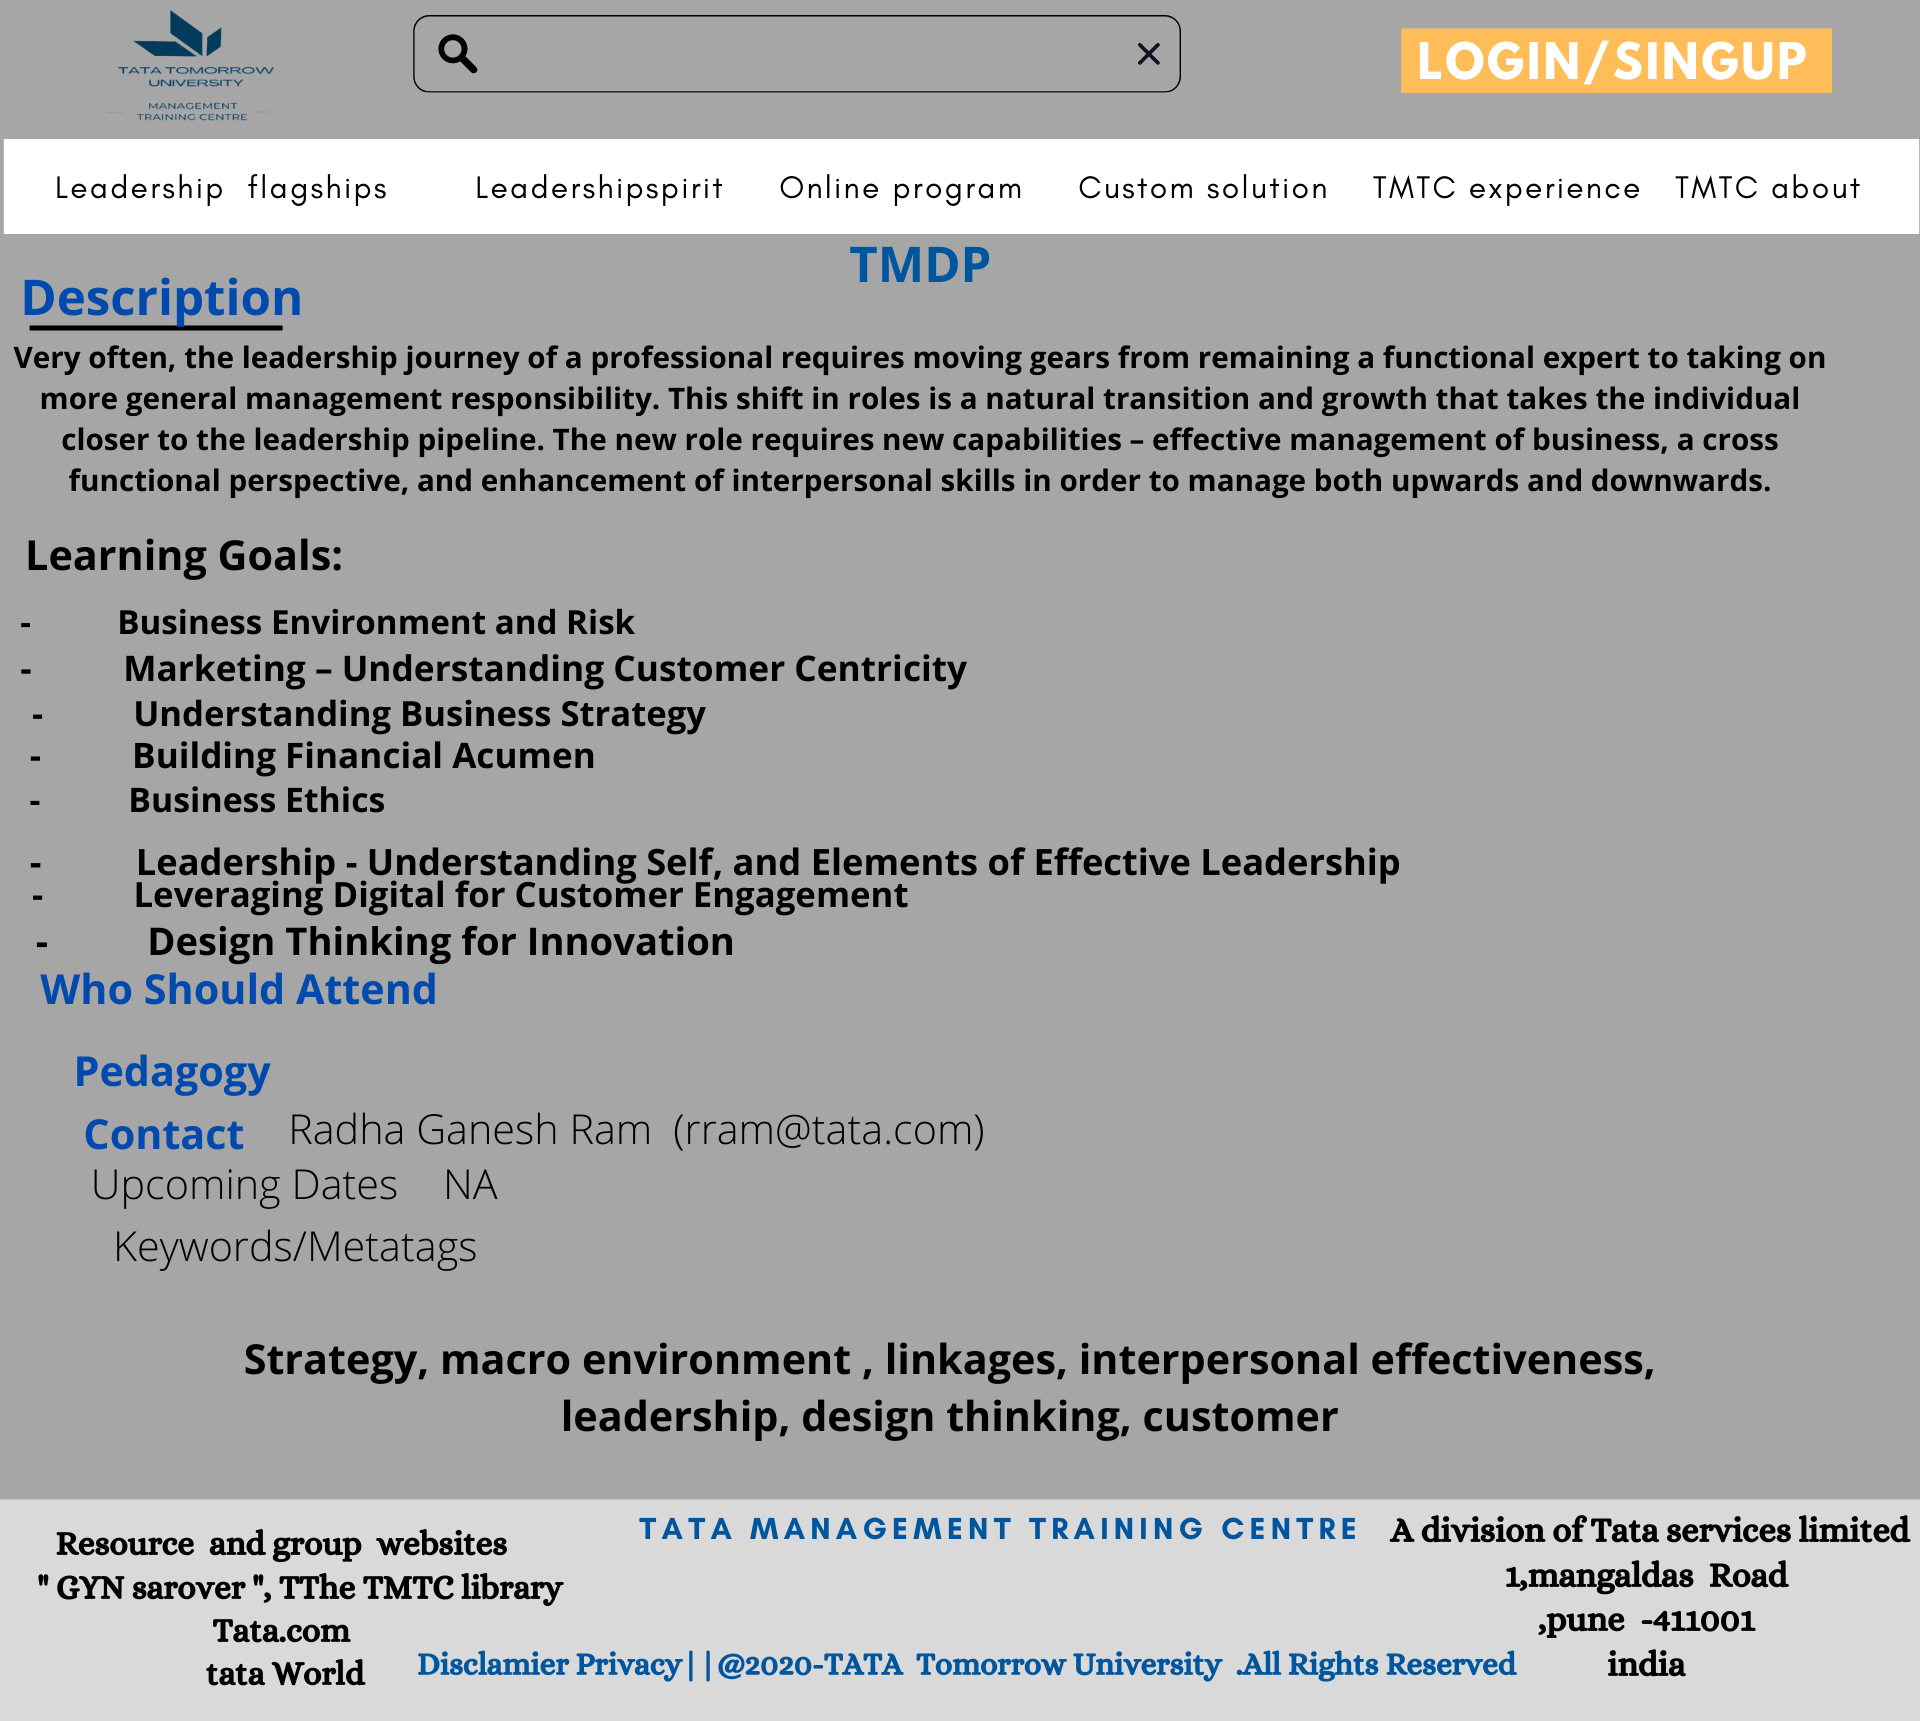 TATA TOMORROW
UNIVERSITY
MANAGEMENT
TRAINING CENTRE
LOGIN/SINGUP
Leadership flagships Leadershipspirit Online program Custom solution TMTC experience TMTC about
TMDP
Description
Very often, the leadership journey of a professional requires moving gears from remaining a functional expert to taking on
more general management responsibility. This shift in roles is a natural transition and growth that takes the individual
closer to the leadership pipeline. The new role requires new capabilities – effective management of business, a cross
functional perspective, and enhancement of interpersonal skills in order to manage both upwards and downwards.
Learning Goals:
- Business Environment and Risk
- Marketing – Understanding Customer Centricity
- Understanding Business Strategy
- Building Financial Acumen
- Business Ethics
- Leadership - Understanding Self, and Elements of Effective Leadership
- Leveraging Digital for Customer Engagement
- Design Thinking for Innovation
Who Should Attend
Pedagogy
Contact Radha Ganesh Ram (rram@tata.com)
Upcoming Dates NA
Keywords/Metatags
Strategy, macro environment , linkages, interpersonal effectiveness,
leadership, design thinking, customer
Resource and group websites
" GYN sarover ", TThe TMTC library
Tata.com
tata World
TATA MANAGEMENT TRAINING CENTRE
Disclamier Privacy||@2020-TATA Tomorrow University .All Rights Reserved
A division of Tata services limited
1,mangaldas Road
,pune -411001
india